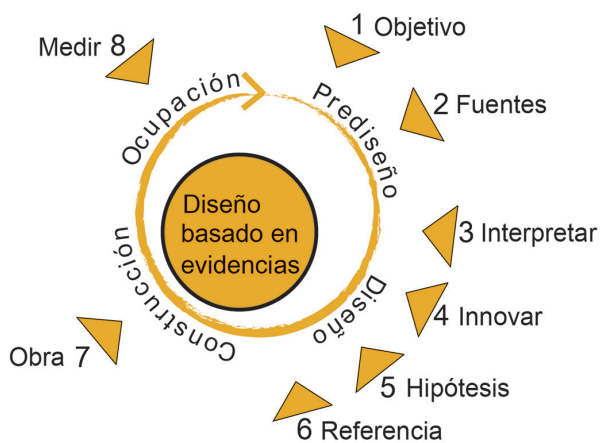 1 Objetivo
2 Fuentes
3 Interpretar
4 Innovar
5 Hipótesis
6 Referencia
Obra 7
Medir 8
Prediseño
Diseño
Construcción
Ocupación
Diseño
basado en
evidencias